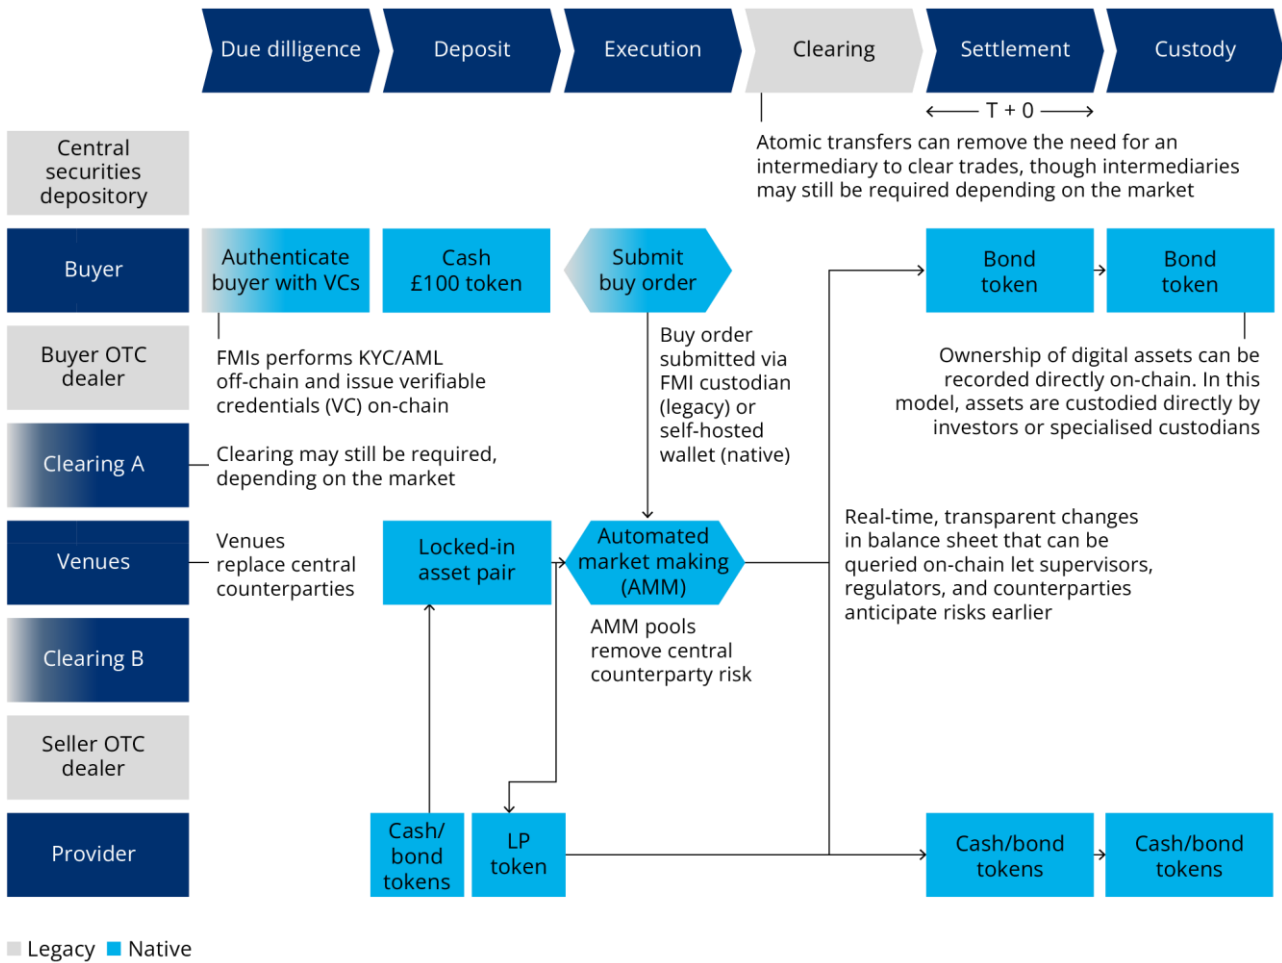 Due dilligence
Deposit
Execution
Clearing
Settlement
Custody
T + 0
Atomic transfers can remove the need for an
intermediary to clear trades, though intermediaries
may still be required depending on the market
Central
securities
depository
Buyer
Authenticate
buyer with VCs
Cash
£100 token
Submit
buy order
Bond
token
Bond
token
Buyer OTC
dealer
FMIs performs KYC/AML
off-chain and issue verifiable
credentials (VC) on-chain
Buy order
submitted via
FMI custodian
(legacy) or
self-hosted
wallet (native)
Ownership of digital assets can be
recorded directly on-chain. In this
model, assets are custodied directly by
investors or specialised custodians
Clearing A
Clearing may still be required,
depending on the market
Venues
Venues
replace central
counterparties
Locked-in
asset pair
Automated
market making
(AMM)
Real-time, transparent changes
in balance sheet that can be
queried on-chain let supervisors,
regulators, and counterparties
anticipate risks earlier
AMM pools
remove central
counterparty risk
Clearing B
Seller OTC
dealer
Provider
Cash/
bond
tokens
LP
token
Cash/bond
tokens
Cash/bond
tokens
Legacy
Native